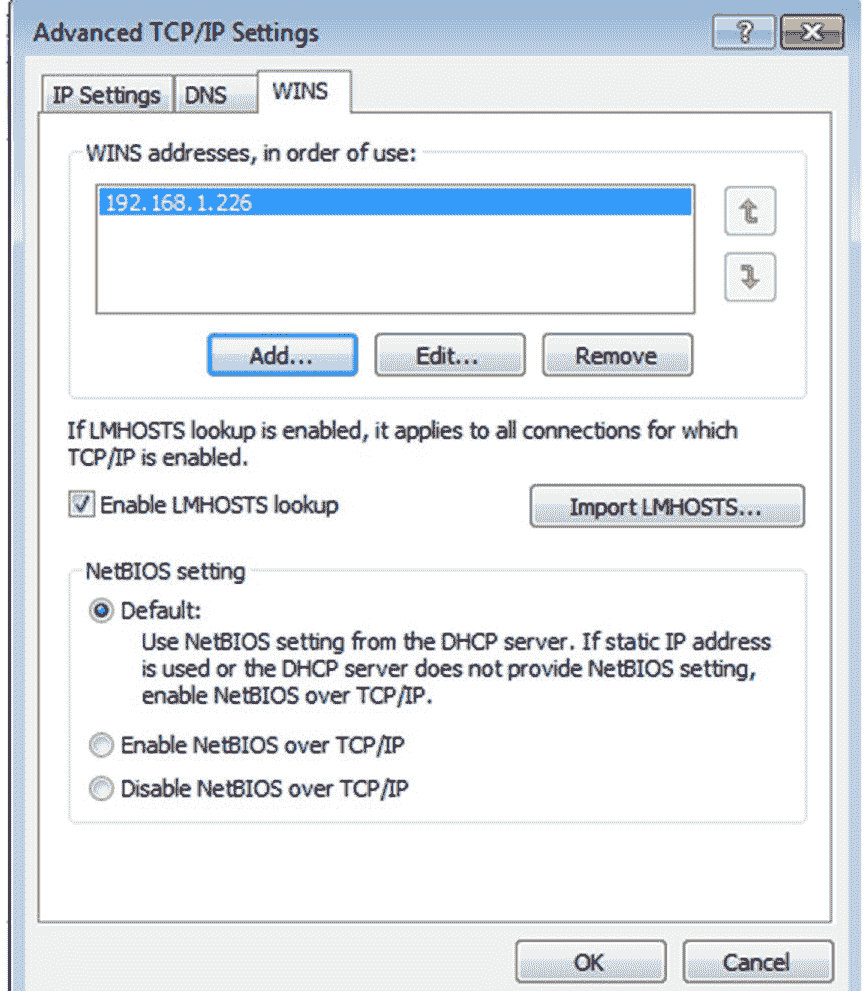 Advanced TCP/IP Settings
IP Settings DNS WINS
WINS addresses, in order of use:
192.168.1.226
Add... Edit... Remove
If LMHOSTS lookup is enabled, it applies to all connections for which
TCP/IP is enabled.
Enable LMHOSTS lookup Import LMHOSTS...
NetBIOS setting
Default:
Use NetBIOS setting from the DHCP server. If static IP address
is used or the DHCP server does not provide NetBIOS setting,
enable NetBIOS over TCP/IP.
Enable NetBIOS over TCP/IP
Disable NetBIOS over TCP/IP
OK Cancel